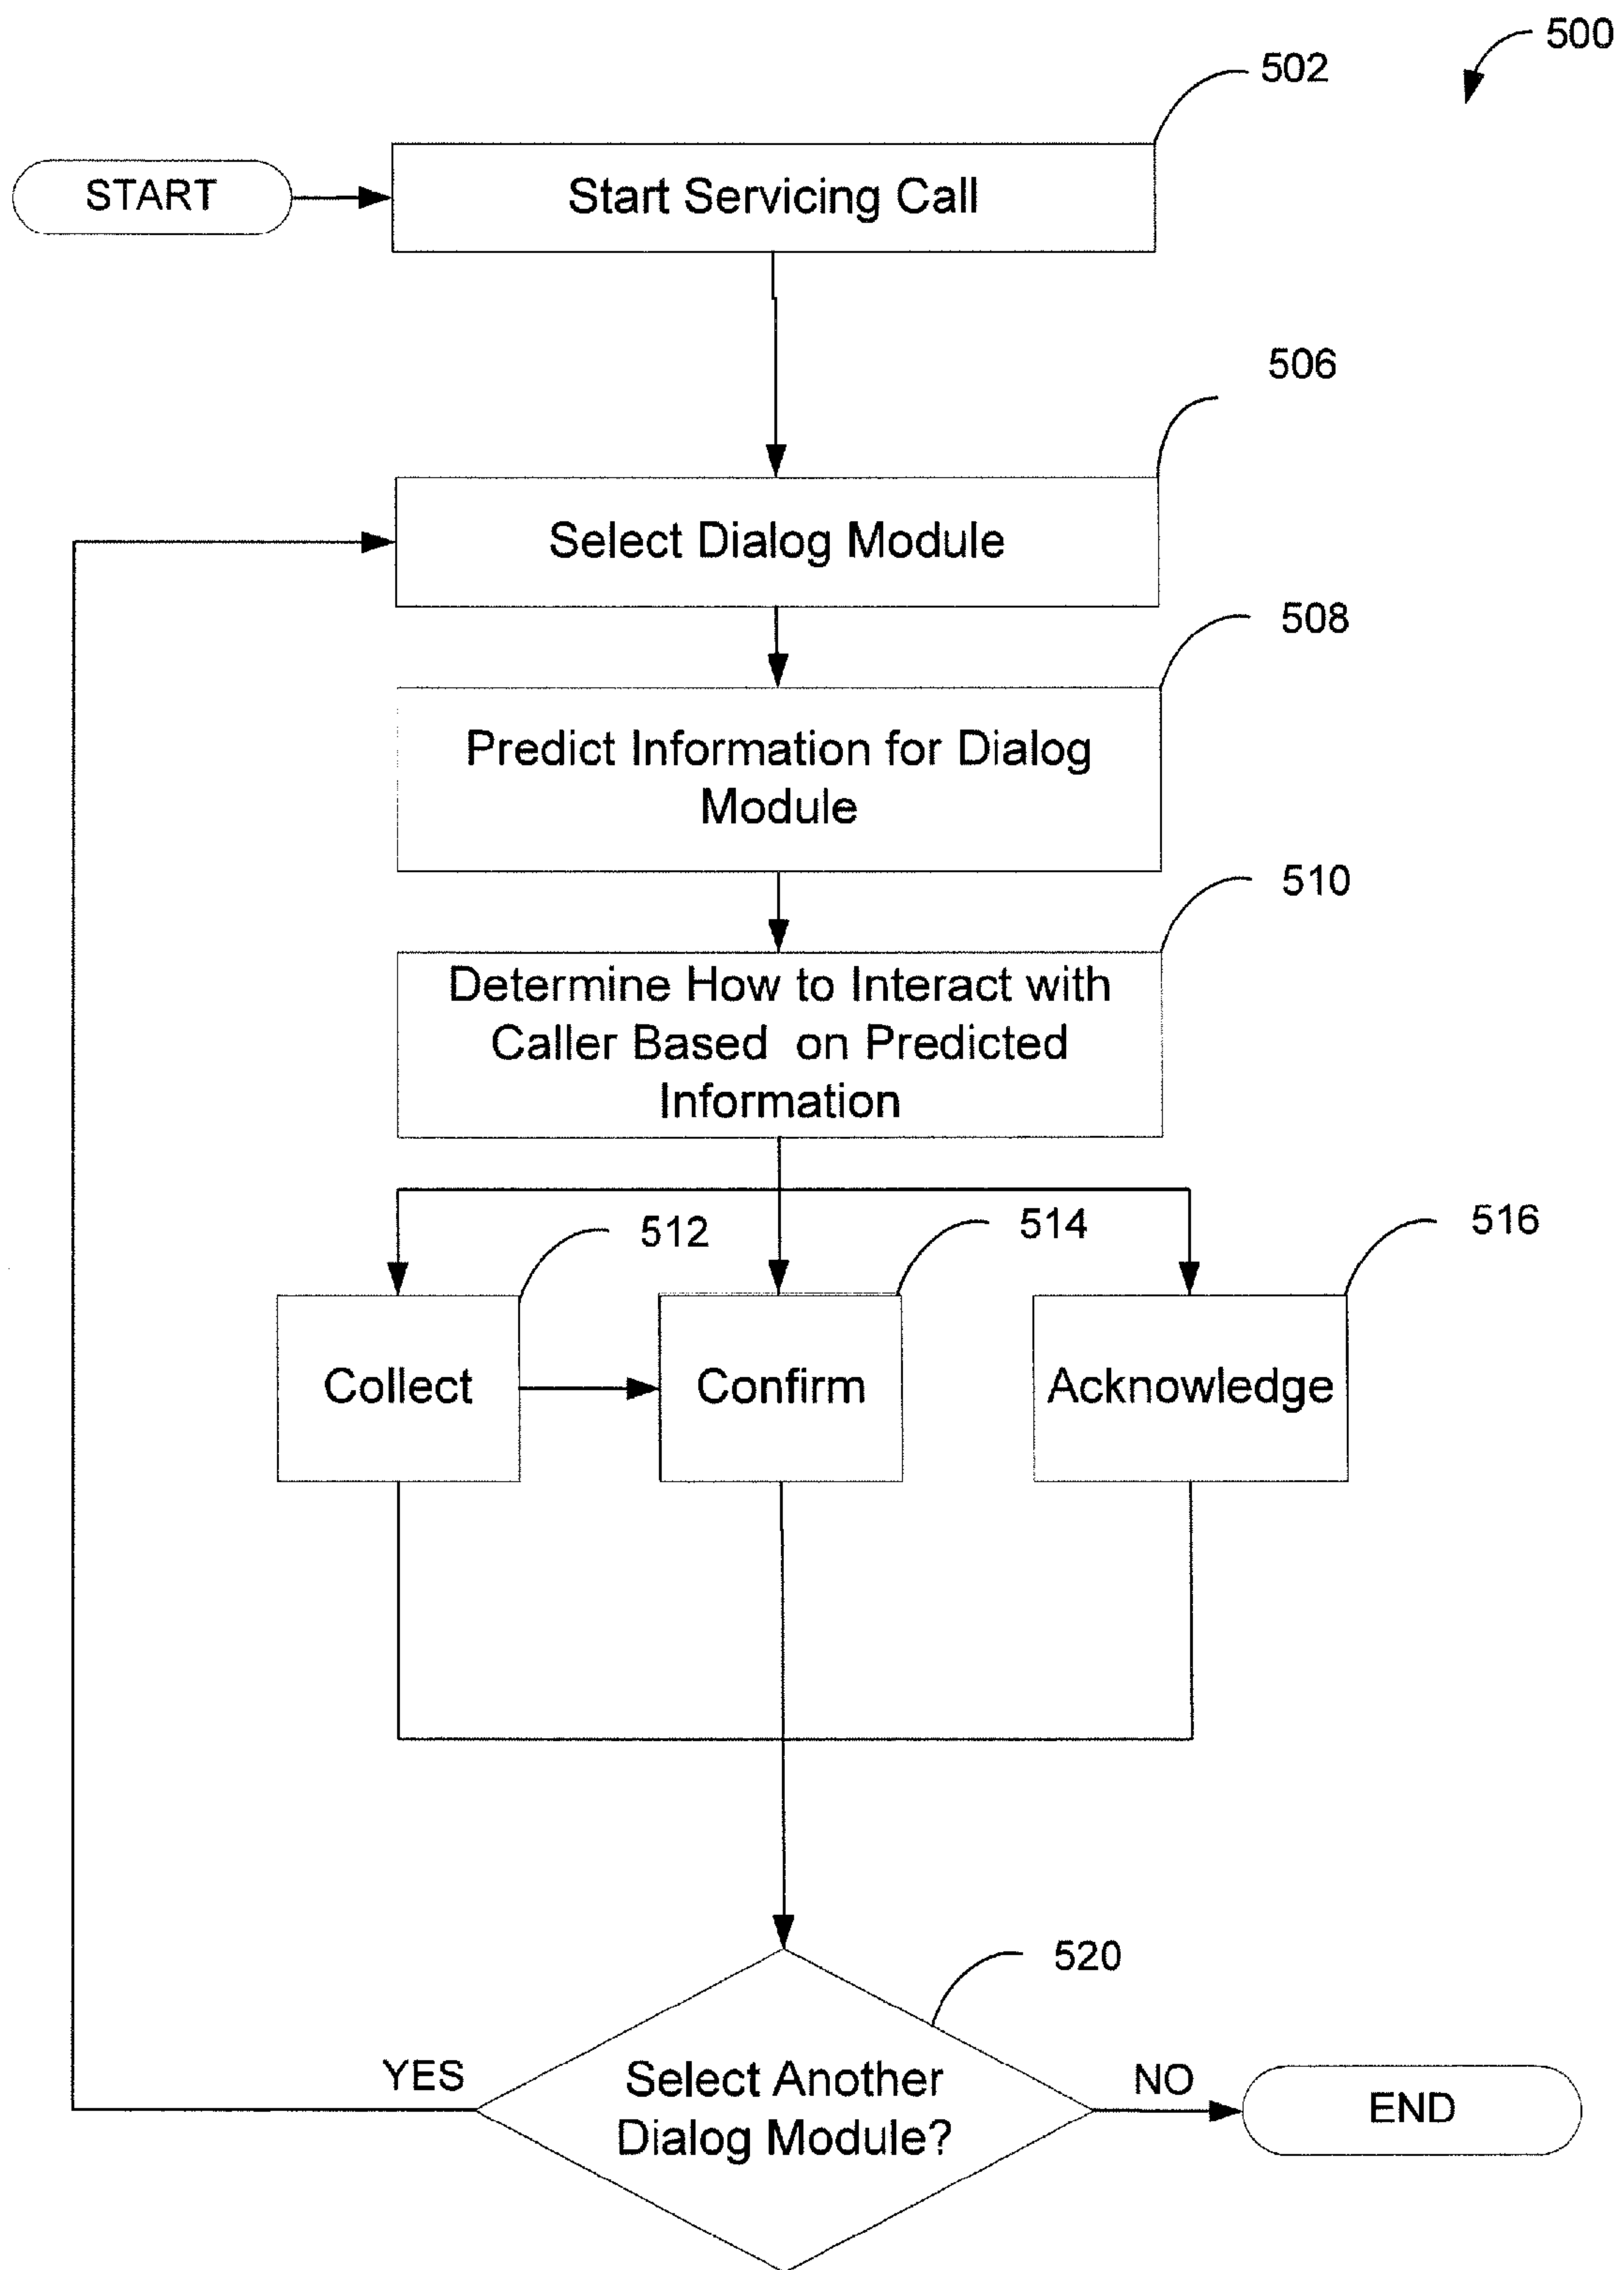 500
502
START
Start Servicing Call
506
Select Dialog Module
508
Predict Information for Dialog
Module
510
Determine How to Interact with
Caller Based on Predicted
Information
512
514
516
Collect
Confirm
Acknowledge
520
YES
Select Another
Dialog Module?
NO
END